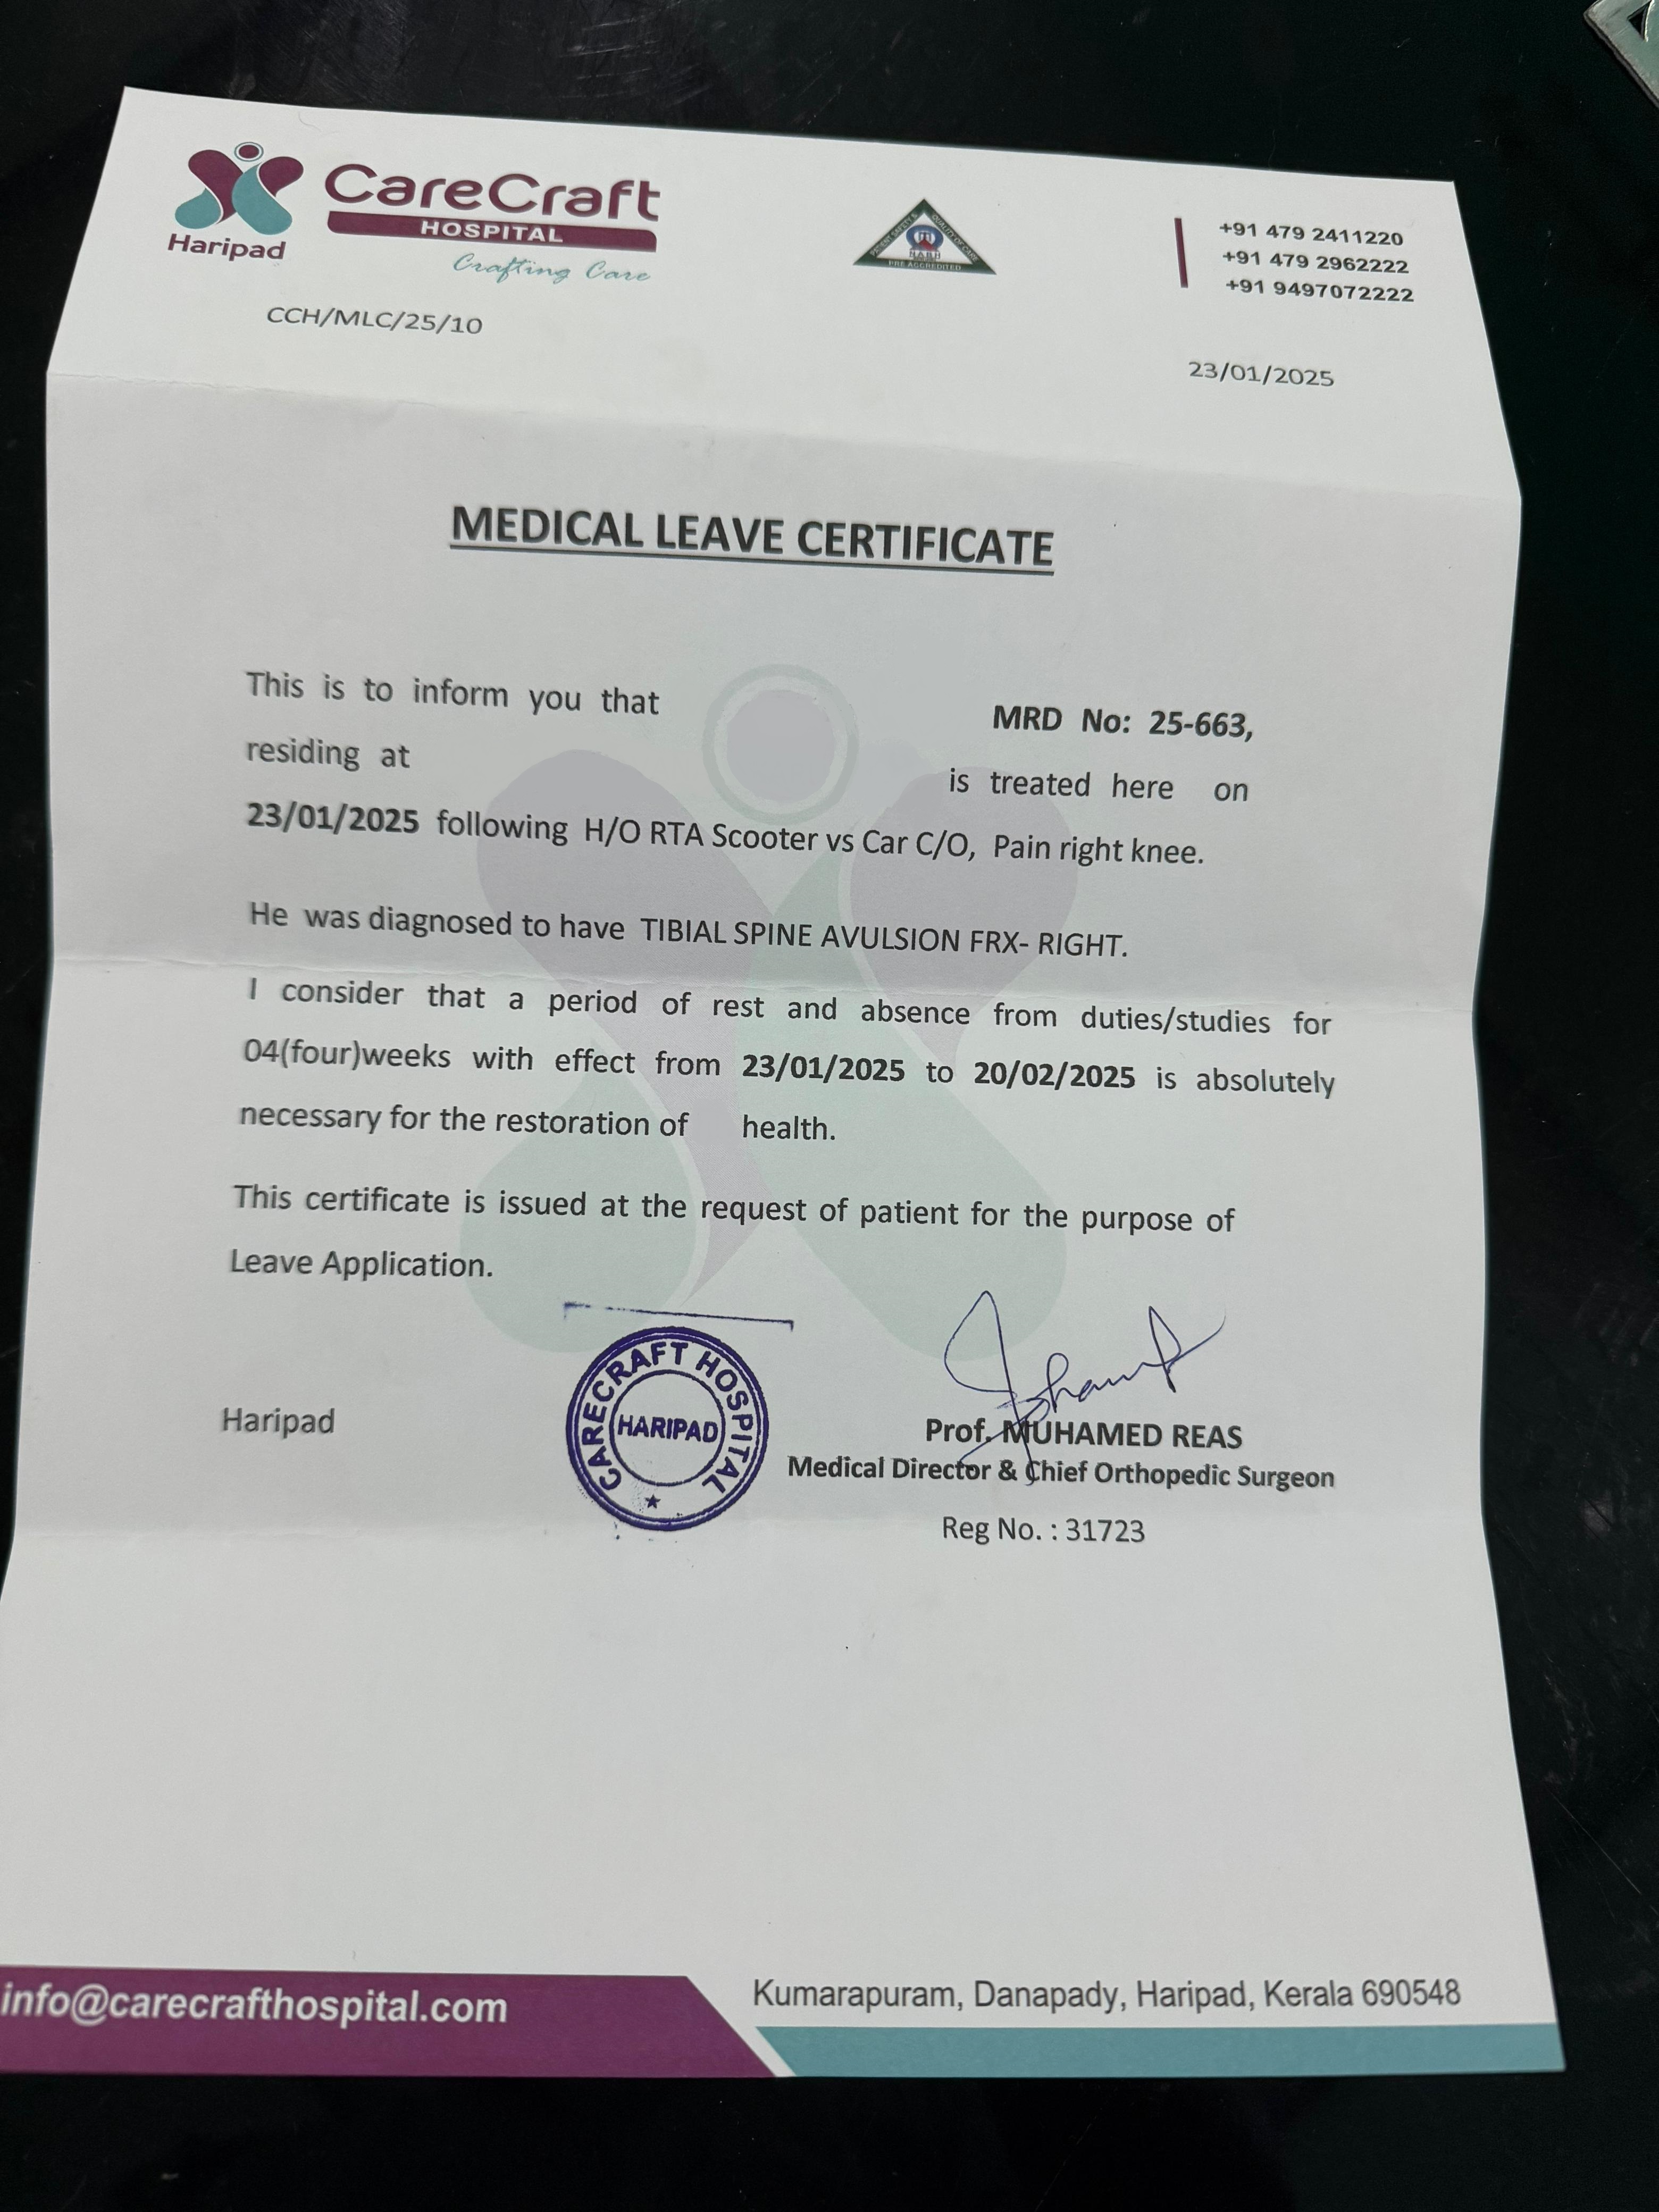 CareCraft
HOSPITAL
Haripad
Crafting Care
PATIENT SAFETY & QUALITY OF CARE
NABH
PRE ACCREDITED
+91 479 2411220
+91 479 2962222
+91 9497072222
CCH/MLC/25/10
23/01/2025
MEDICAL LEAVE CERTIFICATE
This is to inform you that MRD No: 25-663,
residing at is treated here on
23/01/2025 following H/O RTA Scooter vs Car C/O, Pain right knee.
He was diagnosed to have TIBIAL SPINE AVULSION FRX- RIGHT.
I consider that a period of rest and absence from duties/studies for
04(four)weeks with effect from 23/01/2025 to 20/02/2025 is absolutely
necessary for the restoration of health.
This certificate is issued at the request of patient for the purpose of
Leave Application.
CARECRAFT HOSPITAL
HARIPAD
Haripad
Prof. MUHAMED REAS
Medical Director & Chief Orthopedic Surgeon
Reg No. : 31723
info@carecrafthospital.com
Kumarapuram, Danapady, Haripad, Kerala 690548